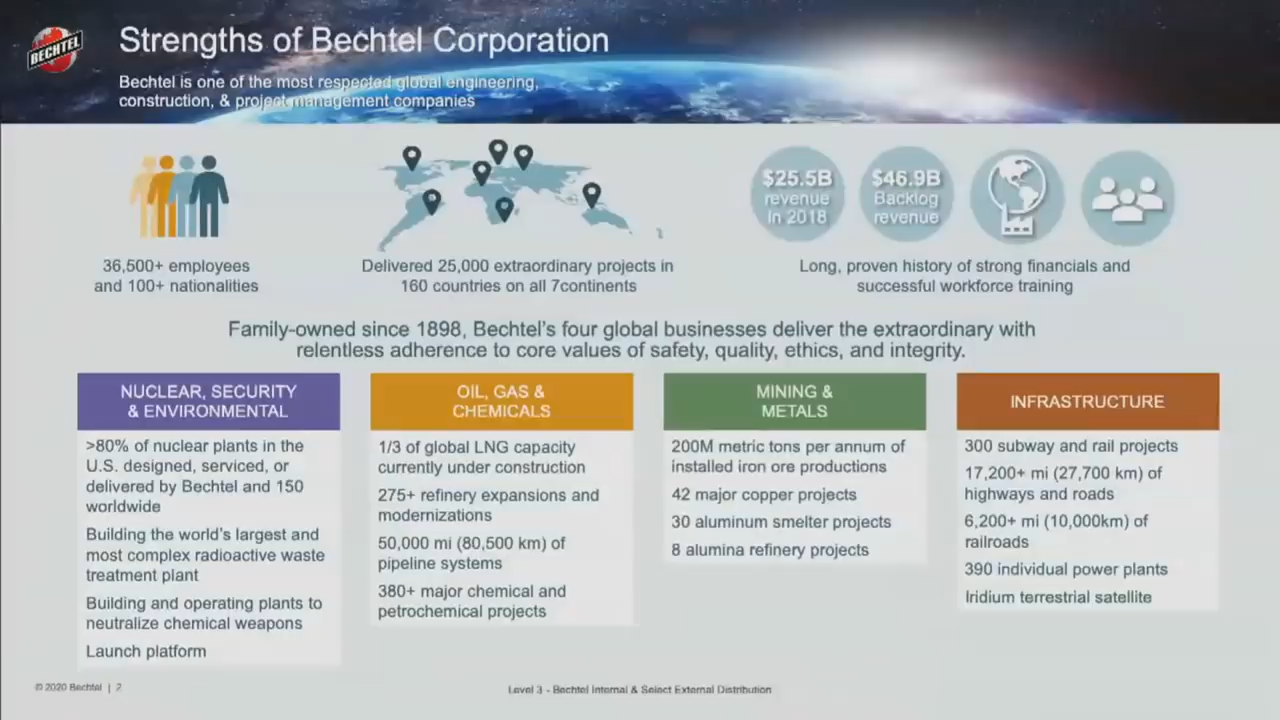 BECHTEL
Strengths of Bechtel Corporation
Bechtel is one of the most respected global engineering,
construction, & project management companies
36,500+ employees
and 100+ nationalities
Delivered 25,000 extraordinary projects in
160 countries on all 7continents
$25.5B
revenue
In 2018
$46.9B
Backlog
revenue
Long, proven history of strong financials and
successful workforce training
Family-owned since 1898, Bechtel's four global businesses deliver the extraordinary with
relentless adherence to core values of safety, quality, ethics, and integrity.
NUCLEAR, SECURITY
& ENVIRONMENTAL
>80% of nuclear plants in the
U.S. designed, serviced, or
delivered by Bechtel and 150
worldwide
Building the world's largest and
most complex radioactive waste
treatment plant
Building and operating plants to
neutralize chemical weapons
Launch platform
OIL, GAS &
CHEMICALS
1/3 of global LNG capacity
currently under construction
275+ refinery expansions and
modernizations
50,000 mi (80,500 km) of
pipeline systems
380+ major chemical and
petrochemical projects
MINING &
METALS
200M metric tons per annum of
installed iron ore productions
42 major copper projects
30 aluminum smelter projects
8 alumina refinery projects
INFRASTRUCTURE
300 subway and rail projects
17,200+ mi (27,700 km) of
highways and roads
6,200+ mi (10,000km) of
railroads
390 individual power plants
Iridium terrestrial satellite
© 2020 Bechtel | 2
Level 3 - Bechtel Internal & Select External Distribution